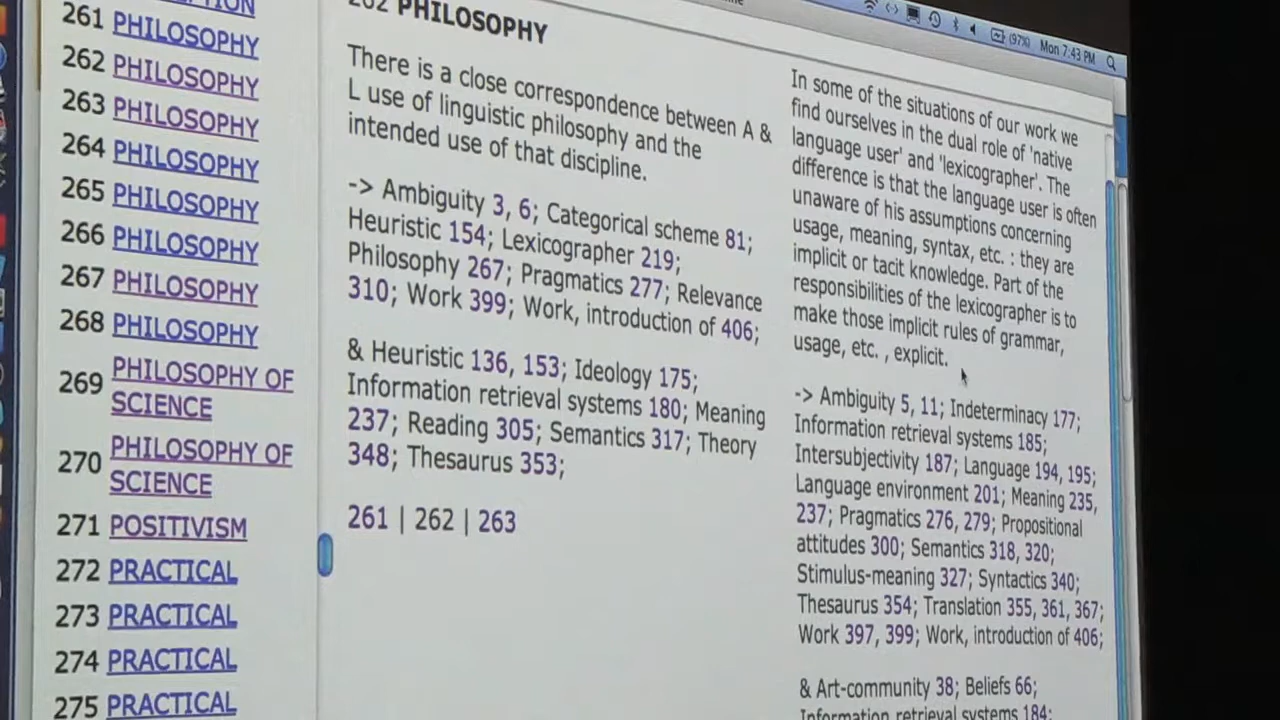 261 PHILOSOPHY
262 PHILOSOPHY
263 PHILOSOPHY
264 PHILOSOPHY
265 PHILOSOPHY
266 PHILOSOPHY
267 PHILOSOPHY
268 PHILOSOPHY
269 PHILOSOPHY OF
SCIENCE
270 PHILOSOPHY OF
SCIENCE
271 POSITIVISM
272 PRACTICAL
273 PRACTICAL
274 PRACTICAL
275 PRACTICAL
262 PHILOSOPHY
There is a close correspondence between A &
L use of linguistic philosophy and the
intended use of that discipline.
-> Ambiguity 3, 6; Categorical scheme 81;
Heuristic 154; Lexicographer 219;
Philosophy 267; Pragmatics 277; Relevance
310; Work 399; Work, introduction of 406;
& Heuristic 136, 153; Ideology 175;
Information retrieval systems 180; Meaning
237; Reading 305; Semantics 317; Theory
348; Thesaurus 353;
261 | 262 | 263
(97%) Mon 7:43 PM
In some of the situations of our work we
find ourselves in the dual role of 'native
language user' and 'lexicographer'. The
difference is that the language user is often
unaware of his assumptions concerning
usage, meaning, syntax, etc. : they are
implicit or tacit knowledge. Part of the
responsibilities of the lexicographer is to
make those implicit rules of grammar,
usage, etc. , explicit.
-> Ambiguity 5, 11; Indeterminacy 177;
Information retrieval systems 185;
Intersubjectivity 187; Language 194, 195;
Language environment 201; Meaning 235,
237; Pragmatics 276, 279; Propositional
attitudes 300; Semantics 318, 320;
Stimulus-meaning 327; Syntactics 340;
Thesaurus 354; Translation 355, 361, 367;
Work 397, 399; Work, introduction of 406;
& Art-community 38; Beliefs 66;
Information retrieval systems 184;